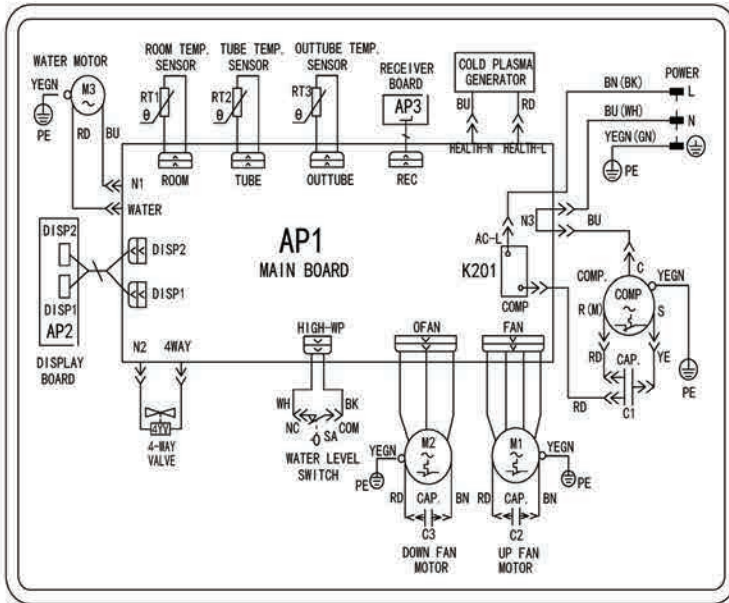 WATER MOTOR
YEGN
M3
PE
RD
BU
ROOM TEMP.
SENSOR
RT1
θ
TUBE TEMP.
SENSOR
RT2
θ
OUTTUBE TEMP.
SENSOR
RT3
θ
RECEIVER
BOARD
AP3
COLD PLASMA
GENERATOR
BU
RD
HEALTH-N
HEALTH-L
BN(BK)
POWER
L
BU(WH)
N
YEGN(GN)
PE
ROOM
TUBE
OUTTUBE
REC
N1
WATER
DISP2
DISP1
AP2
DISPLAY
BOARD
DISP2
DISP1
AP1
MAIN BOARD
AC-L
K201
COMP
N3
BU
C
COMP.
COMP
YEGN
R(M)
S
RD
CAP.
YE
C1
RD
PE
N2
4WAY
4YV
4-WAY
VALVE
HIGH-WP
WH
BK
NC
COM
SA
WATER LEVEL
SWITCH
OFAN
FAN
YEGN
M2
PE
RD
CAP.
BN
C3
DOWN FAN
MOTOR
M1
YEGN
PE
RD
CAP.
BN
C2
UP FAN
MOTOR